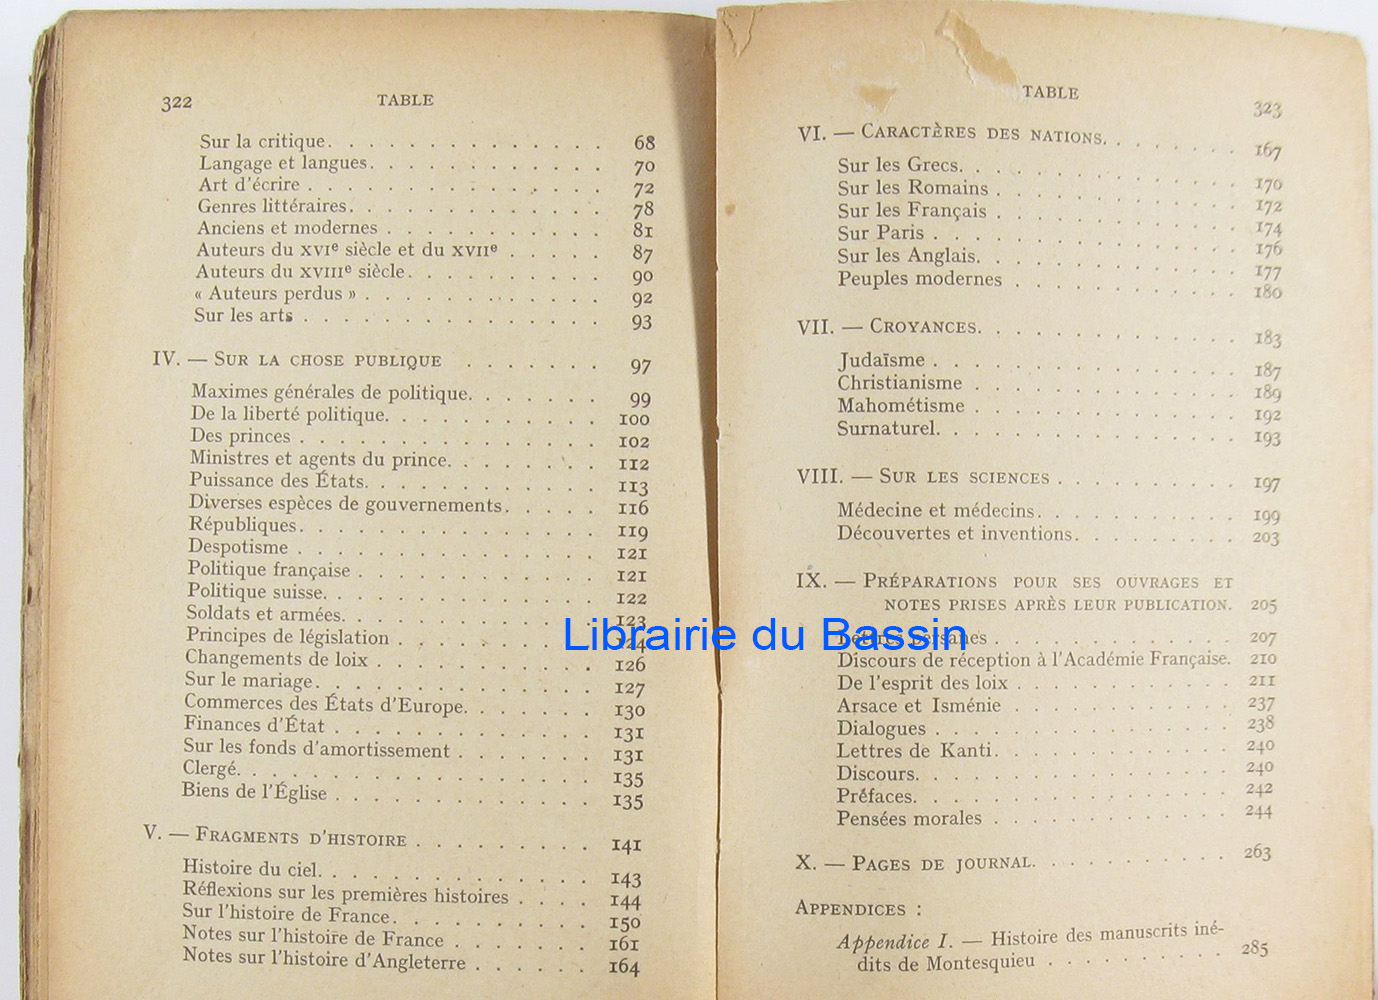 322
TABLE
Sur la critique. . . . . . . . . . . . . . 68
Langage et langues. . . . . . . . . . . . 70
Art d'écrire . . . . . . . . . . . . . . . 72
Genres littéraires. . . . . . . . . . . . . 78
Anciens et modernes . . . . . . . . . . . 81
Auteurs du XVIe siècle et du XVIIe . . . . . 87
Auteurs du XVIIIe siècle. . . . . . . . . . 90
« Auteurs perdus » . . . . . . . . . . . . 92
Sur les arts . . . . . . . . . . . . . . . 93
IV. — SUR LA CHOSE PUBLIQUE . . . . . . . 97
Maximes générales de politique. . . . . . . 99
De la liberté politique. . . . . . . . . . . 100
Des princes . . . . . . . . . . . . . . . 102
Ministres et agents du prince. . . . . . . . 112
Puissance des États. . . . . . . . . . . . 113
Diverses espèces de gouvernements. . . . . 116
Républiques. . . . . . . . . . . . . . . 119
Despotisme . . . . . . . . . . . . . . . 121
Politique française . . . . . . . . . . . . 121
Politique suisse. . . . . . . . . . . . . . 122
Soldats et armées. . . . . . . . . . . . . 123
Principes de législation . . . . . . . . . . 124
Changements de loix . . . . . . . . . . . 126
Sur le mariage. . . . . . . . . . . . . . 127
Commerces des États d'Europe. . . . . . . 130
Finances d'État . . . . . . . . . . . . . 131
Sur les fonds d'amortissement . . . . . . . 131
Clergé. . . . . . . . . . . . . . . . . . 135
Biens de l'Église . . . . . . . . . . . . . 135
V. — FRAGMENTS D'HISTOIRE . . . . . . . . . 141
Histoire du ciel. . . . . . . . . . . . . . 143
Réflexions sur les premières histoires . . . . 144
Sur l'histoire de France. . . . . . . . . . 150
Notes sur l'histoire de France . . . . . . . 161
Notes sur l'histoire d'Angleterre . . . . . . 164
TABLE
323
VI. — CARACTÈRES DES NATIONS. . . . . . . 167
Sur les Grecs. . . . . . . . . . . . . . 170
Sur les Romains . . . . . . . . . . . . 172
Sur les Français . . . . . . . . . . . . 174
Sur Paris . . . . . . . . . . . . . . . 176
Sur les Anglais. . . . . . . . . . . . . 177
Peuples modernes . . . . . . . . . . . 180
VII. — CROYANCES. . . . . . . . . . . . . 183
Judaïsme . . . . . . . . . . . . . . . 187
Christianisme . . . . . . . . . . . . . 189
Mahométisme . . . . . . . . . . . . . 192
Surnaturel. . . . . . . . . . . . . . . 193
VIII. — SUR LES SCIENCES . . . . . . . . . 197
Médecine et médecins. . . . . . . . . . 199
Découvertes et inventions. . . . . . . . . 203
IX. — PRÉPARATIONS POUR SES OUVRAGES ET
NOTES PRISES APRÈS LEUR PUBLICATION. 205
Lettres persanes . . . . . . . . . . . . 207
Discours de réception à l'Académie Française. 210
De l'esprit des loix . . . . . . . . . . . 211
Arsace et Isménie . . . . . . . . . . . 237
Dialogues . . . . . . . . . . . . . . . 238
Lettres de Kanti. . . . . . . . . . . . . 240
Discours. . . . . . . . . . . . . . . . 240
Préfaces. . . . . . . . . . . . . . . . 242
Pensées morales . . . . . . . . . . . . 244
X. — PAGES DE JOURNAL. . . . . . . . . . 263
APPENDICES :
Appendice I. — Histoire des manuscrits iné-
dits de Montesquieu . . . . . . . . . . 285
Librairie du Bassin